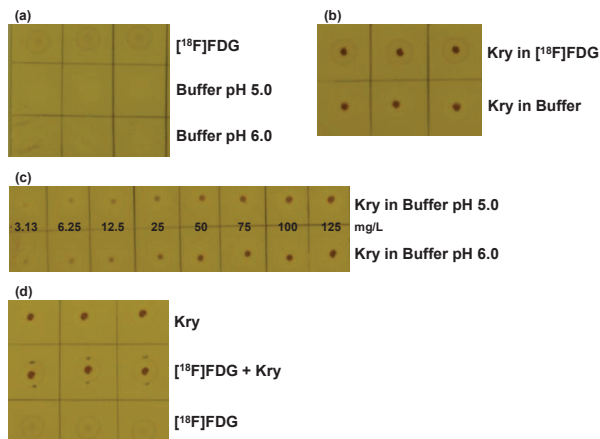 (a)
[¹⁸F]FDG
Buffer pH 5.0
Buffer pH 6.0
(b)
Kry in [¹⁸F]FDG
Kry in Buffer
(c)
Kry in Buffer pH 5.0
3.13 6.25 12.5 25 50 75 100 125 mg/L
Kry in Buffer pH 6.0
(d)
Kry
[¹⁸F]FDG + Kry
[¹⁸F]FDG